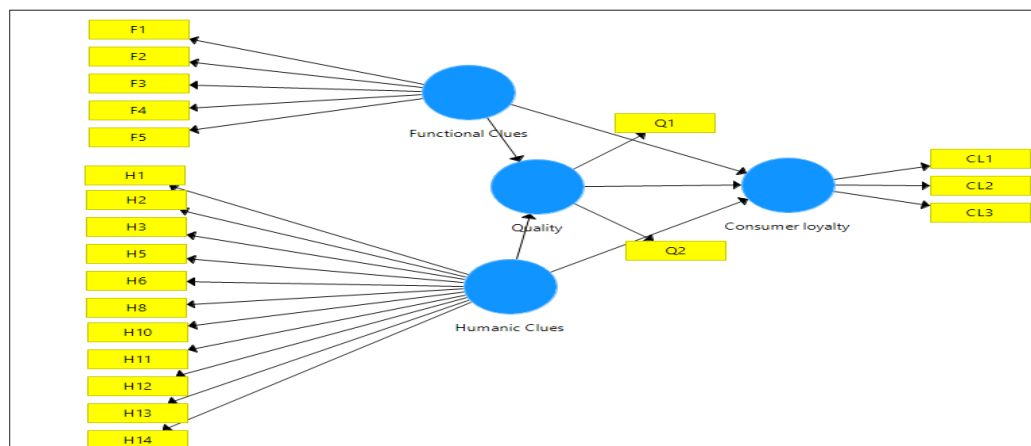 F1
F2
F3
F4
F5
Functional Clues
H1
H2
H3
H5
H6
H8
H10
H11
H12
H13
H14
Humanic Clues
Quality
Q1
Q2
Consumer loyalty
CL1
CL2
CL3